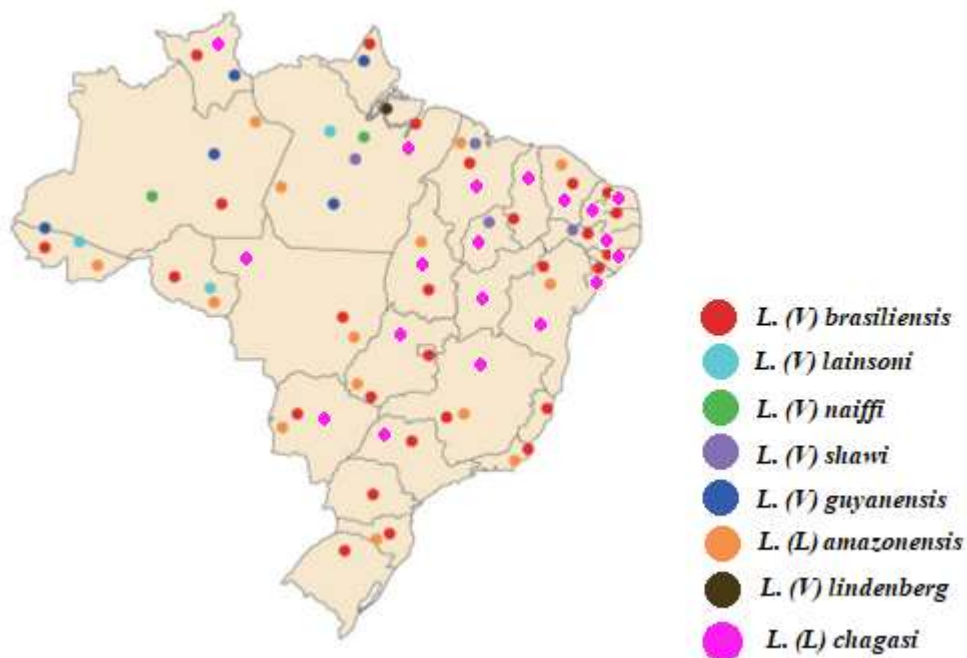 L. (V) brasiliensis
L. (V) lainsoni
L. (V) naiffi
L. (V) shawi
L. (V) guyanensis
L. (L) amazonensis
L. (V) lindenberg
L. (L) chagasi